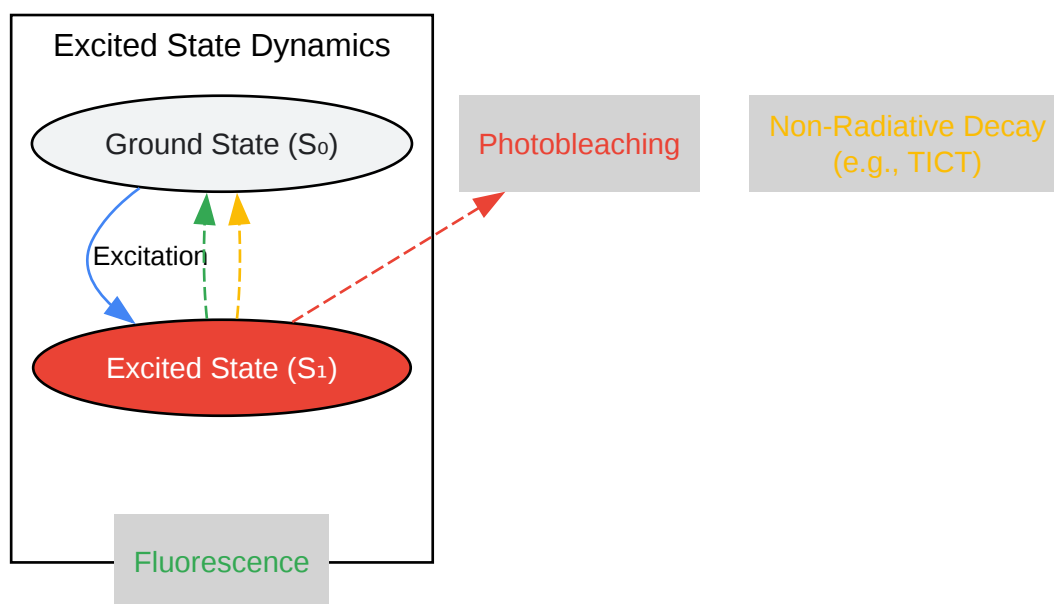 Excited State Dynamics
Ground State (S₀)
Photobleaching
Non-Radiative Decay
(e.g., TICT)
Excitation
Excited State (S₁)
Fluorescence